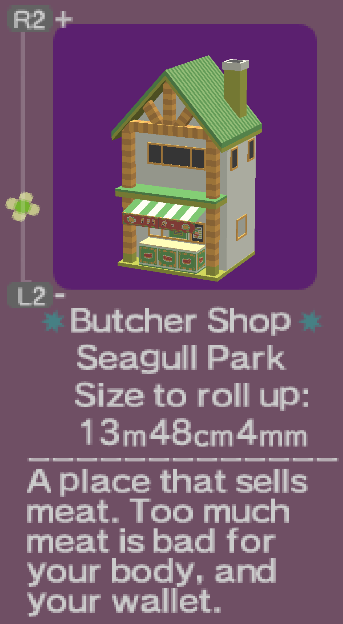 R2 +
L2 -
Butcher Shop
Seagull Park
Size to roll up:
13m48cm4mm
A place that sells
meat. Too much
meat is bad for
your body, and
your wallet.